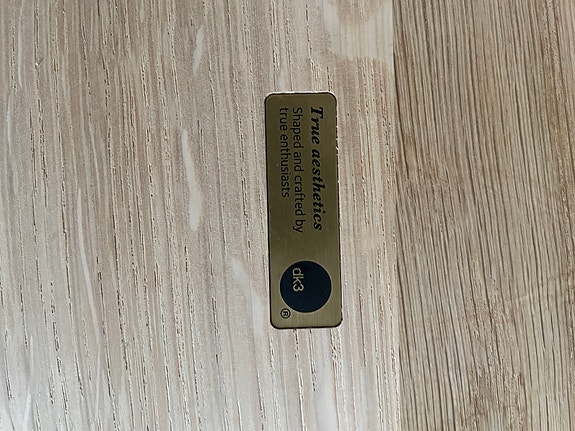 True aesthetics
Shaped and crafted by
true enthusiasts
dk3
®